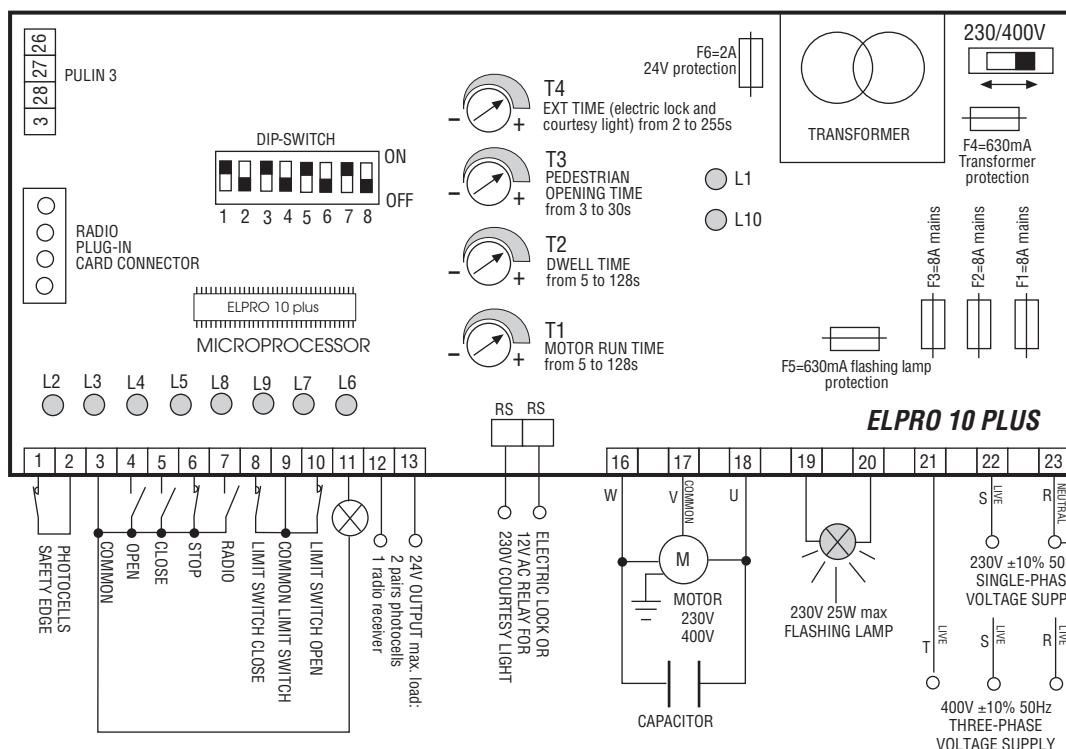 26
27
28
3
PULIN 3
DIP-SWITCH
ON
OFF
1 2 3 4 5 6 7 8
RADIO
PLUG-IN
CARD CONNECTOR
ELPRO 10 plus
MICROPROCESSOR
T4
EXT TIME (electric lock and
courtesy light) from 2 to 255s
- +
T3
PEDESTRIAN
OPENING TIME
from 3 to 30s
- +
T2
DWELL TIME
from 5 to 128s
- +
T1
MOTOR RUN TIME
from 5 to 128s
- +
F6=2A
24V protection
TRANSFORMER
230/400V
F4=630mA
Transformer
protection
L1
L10
F3=8A mains
F2=8A mains
F1=8A mains
F5=630mA flashing lamp
protection
L2 L3 L4 L5 L8 L9 L7 L6
RS RS
ELPRO 10 PLUS
1 2 3 4 5 6 7 8 9 10 11 12 13
16 17 18 19 20 21 22 23
SAFETY EDGE
PHOTOCELLS
COMMON
OPEN
CLOSE
STOP
RADIO
LIMIT SWITCH CLOSE
COMMON LIMIT SWITCH
LIMIT SWITCH OPEN
24V OUTPUT max. load:
2 pairs photocells
1 radio receiver
ELECTRIC LOCK OR
12V AC RELAY FOR
230V COURTESY LIGHT
W
V
COMMON
U
M
MOTOR
230V
400V
CAPACITOR
230V 25W max
FLASHING LAMP
S
LIVE
R
NEUTRAL
230V ±10% 50
SINGLE-PHAS
VOLTAGE SUPP
T
LIVE
S
LIVE
R
LIVE
400V ±10% 50Hz
THREE-PHASE
VOLTAGE SUPPLY